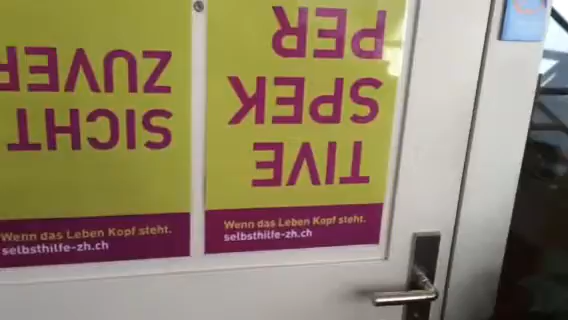 ZUVER
SICHT
Wenn das Leben Kopf steht.
selbsthilfe-zh.ch
PER
SPEK
TIVE
Wenn das Leben Kopf steht.
selbsthilfe-zh.ch